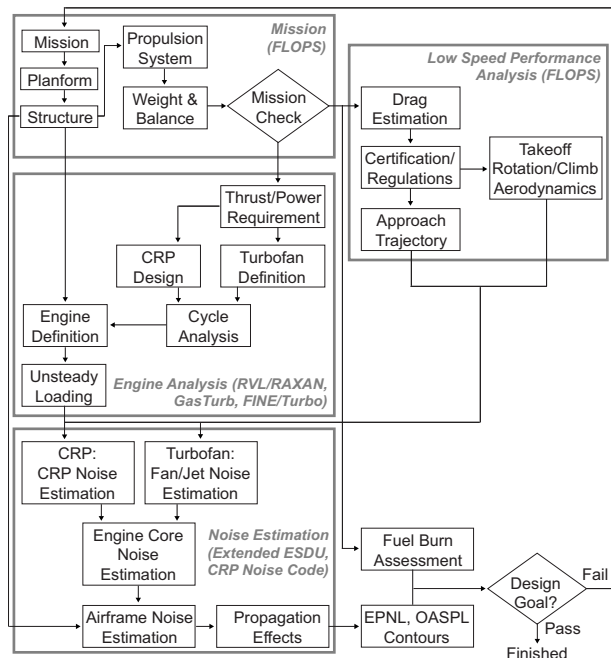 Mission
(FLOPS)
Mission
Planform
Structure
Propulsion
System
Weight &
Balance
Mission
Check
Low Speed Performance
Analysis (FLOPS)
Drag
Estimation
Certification/
Regulations
Approach
Trajectory
Takeoff
Rotation/Climb
Aerodynamics
Thrust/Power
Requirement
CRP
Design
Turbofan
Definition
Engine
Definition
Cycle
Analysis
Unsteady
Loading
Engine Analysis (RVL/RAXAN,
GasTurb, FINE/Turbo)
CRP:
CRP Noise
Estimation
Turbofan:
Fan/Jet Noise
Estimation
Engine Core
Noise
Estimation
Noise Estimation
(Extended ESDU,
CRP Noise Code)
Airframe Noise
Estimation
Propagation
Effects
Fuel Burn
Assessment
EPNL, OASPL
Contours
Design
Goal?
Fail
Pass
Finished